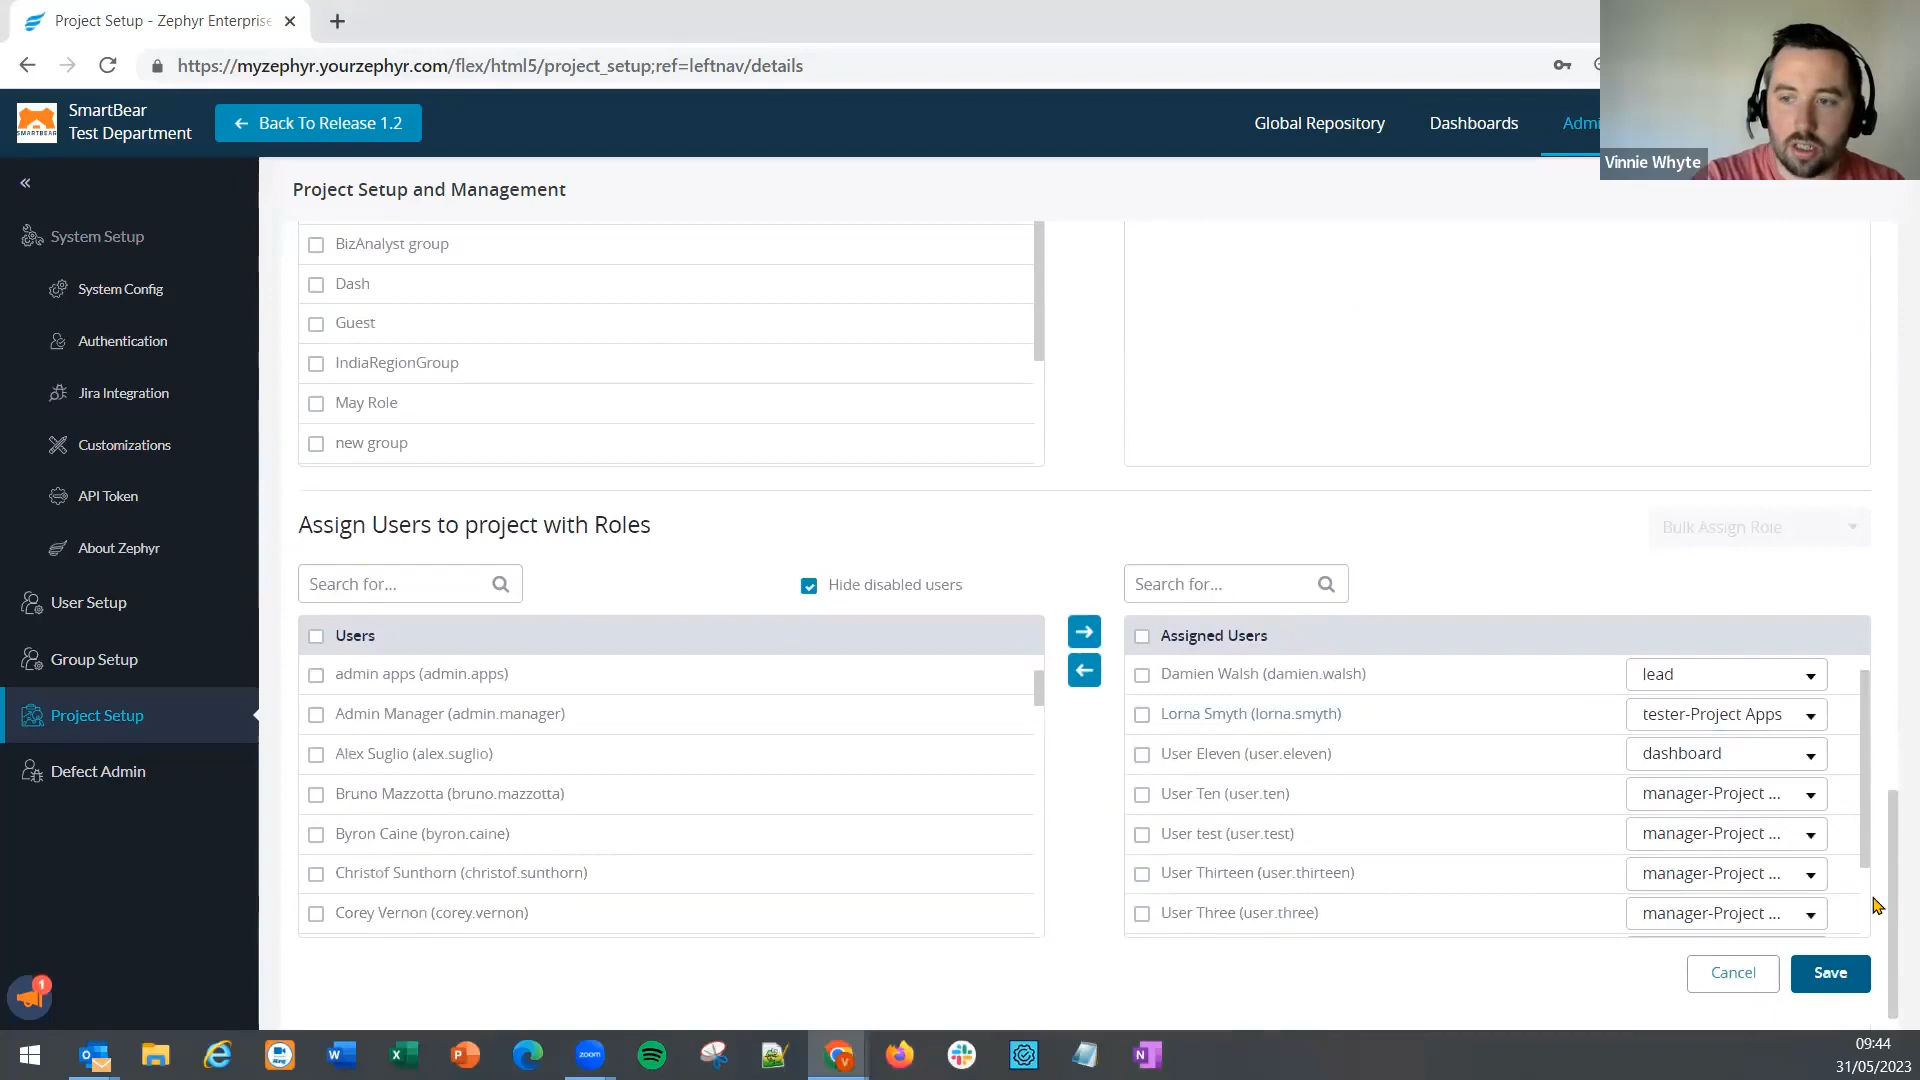 Project Setup - Zephyr Enterprise
https://myzephyr.yourzephyr.com/flex/html5/project_setup;ref=leftnav/details
SmartBear
Test Department
SMARTBEAR
Back To Release 1.2
Global Repository
Dashboards
Admi
Vinnie Whyte
Project Setup and Management
System Setup
System Config
Authentication
Jira Integration
Customizations
API Token
About Zephyr
User Setup
Group Setup
Project Setup
Defect Admin
1
BizAnalyst group
Dash
Guest
IndiaRegionGroup
May Role
new group
Assign Users to project with Roles
Bulk Assign Role
Search for...
Hide disabled users
Search for...
Users
admin apps (admin.apps)
Admin Manager (admin.manager)
Alex Suglio (alex.suglio)
Bruno Mazzotta (bruno.mazzotta)
Byron Caine (byron.caine)
Christof Sunthorn (christof.sunthorn)
Corey Vernon (corey.vernon)
Assigned Users
Damien Walsh (damien.walsh) lead
Lorna Smyth (lorna.smyth) tester-Project Apps
User Eleven (user.eleven) dashboard
User Ten (user.ten) manager-Project ...
User test (user.test) manager-Project ...
User Thirteen (user.thirteen) manager-Project ...
User Three (user.three) manager-Project ...
Cancel
Save
zoom
09:44
31/05/2023